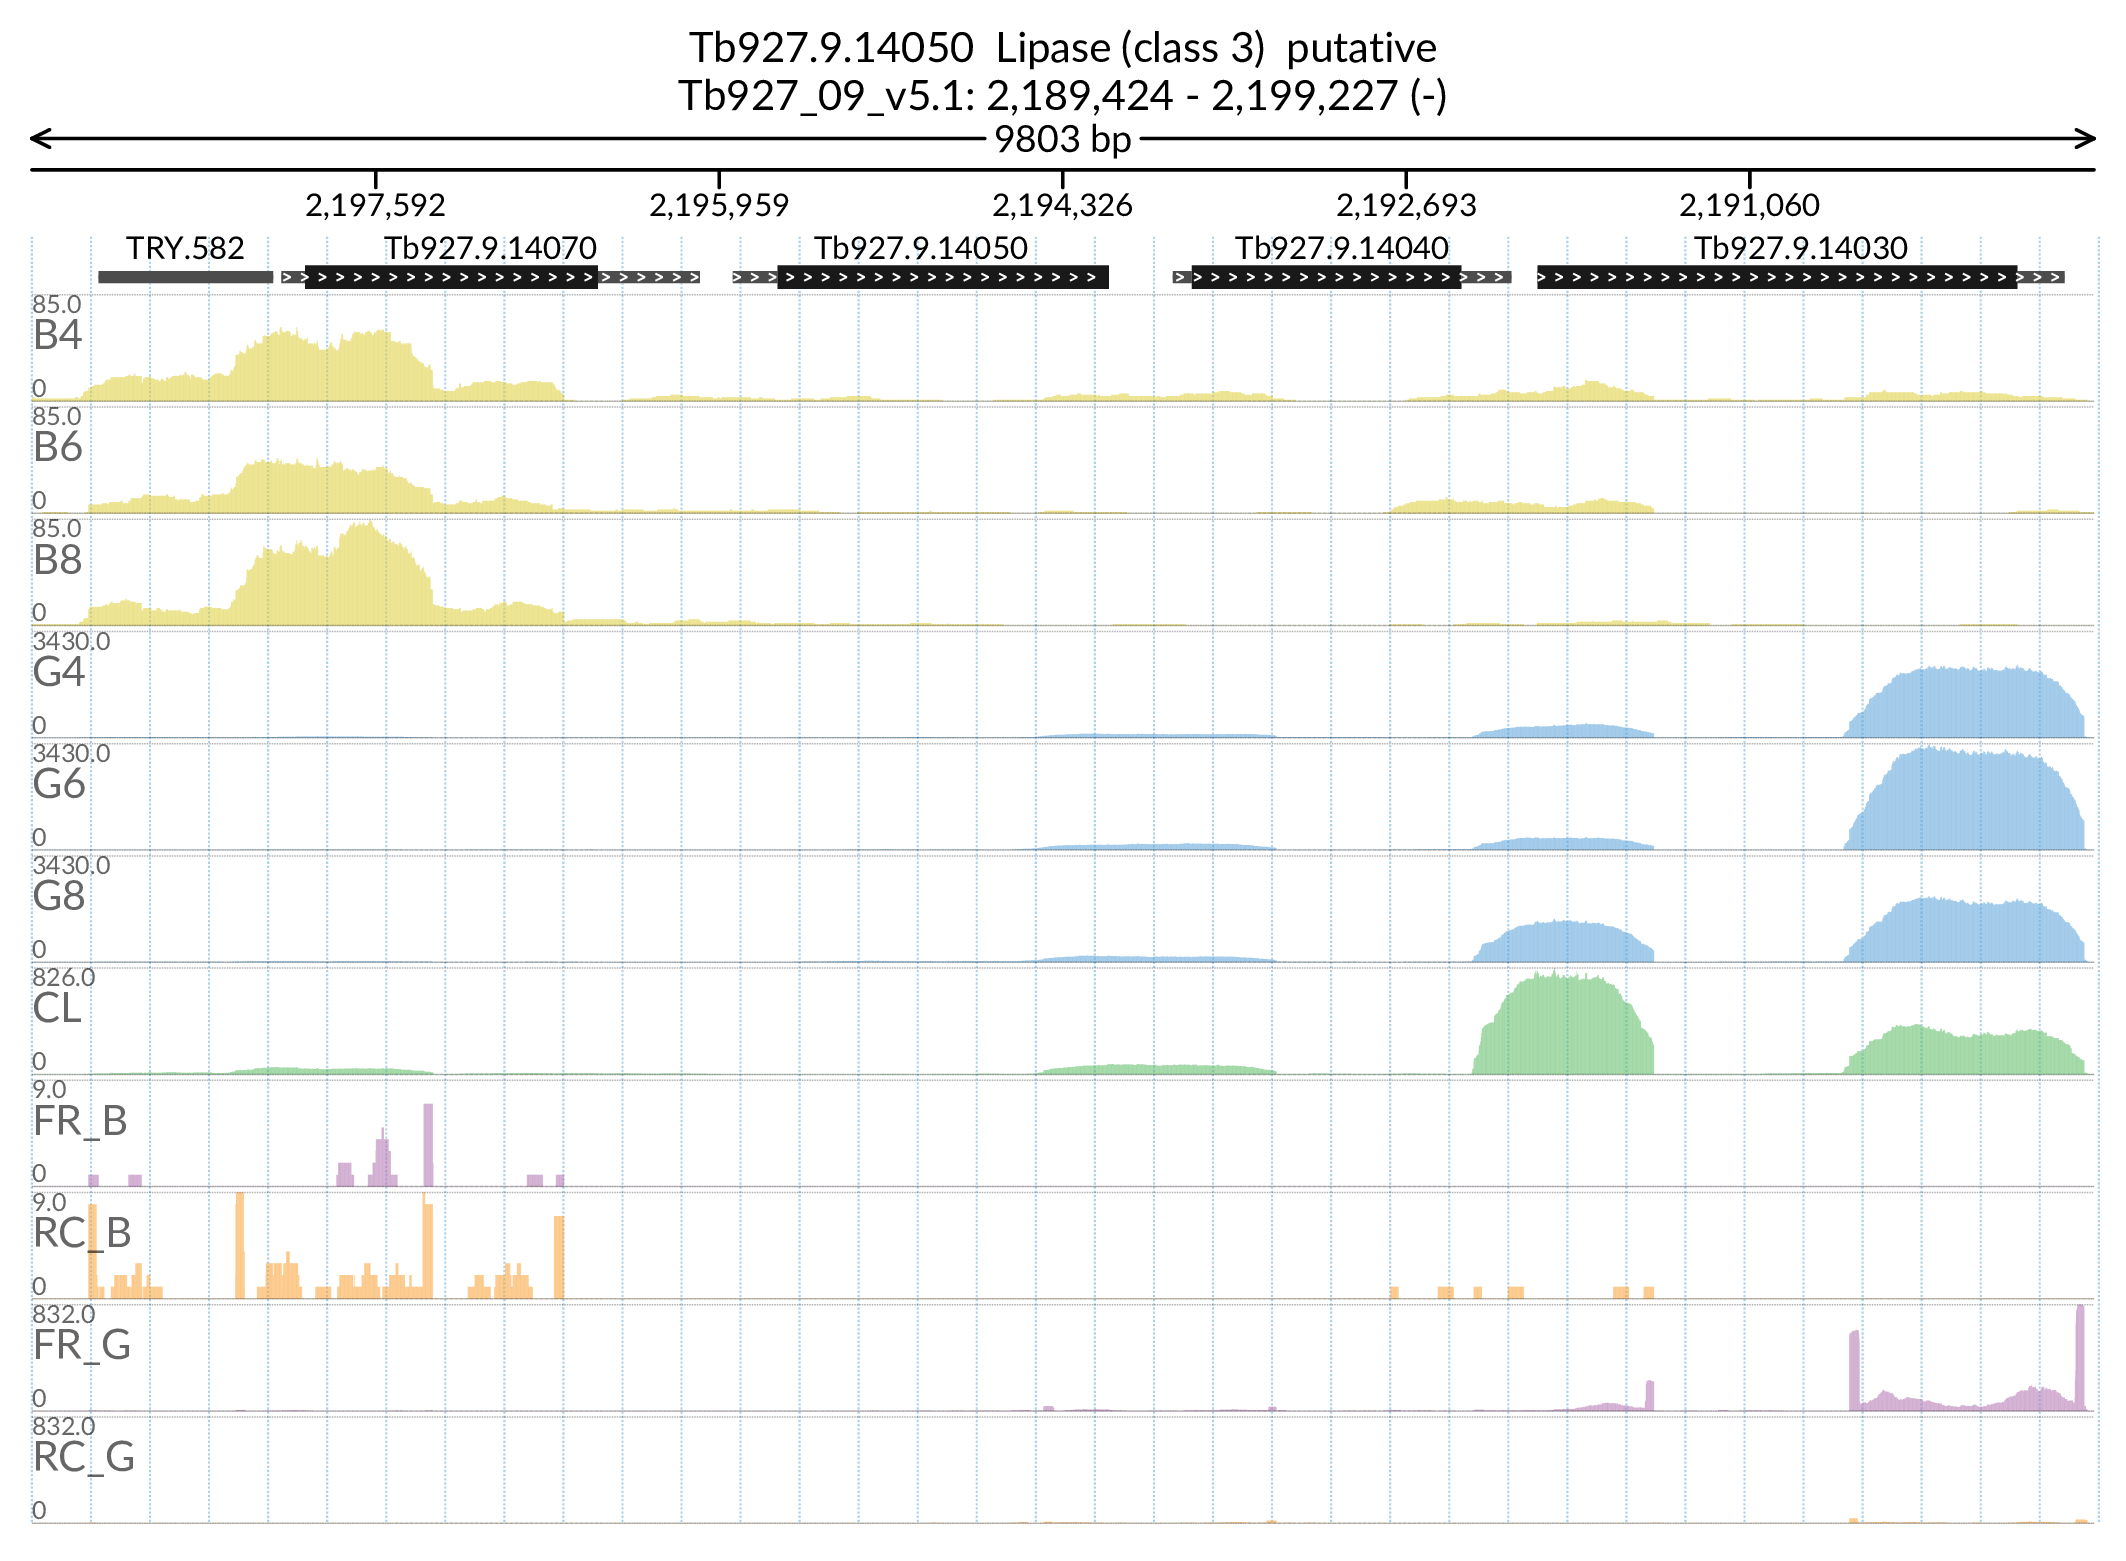 Tb927.9.14050  Lipase (class 3)  putative
Tb927_09_v5.1: 2,189,424 - 2,199,227 (-)
9803 bp
2,197,592 2,195,959 2,194,326 2,192,693 2,191,060
TRY.582 Tb927.9.14070 Tb927.9.14050 Tb927.9.14040 Tb927.9.14030
85.0
B4
0
85.0
B6
0
85.0
B8
0
3430.0
G4
0
3430.0
G6
0
3430.0
G8
0
826.0
CL
0
9.0
FR_B
0
9.0
RC_B
0
832.0
FR_G
0
832.0
RC_G
0